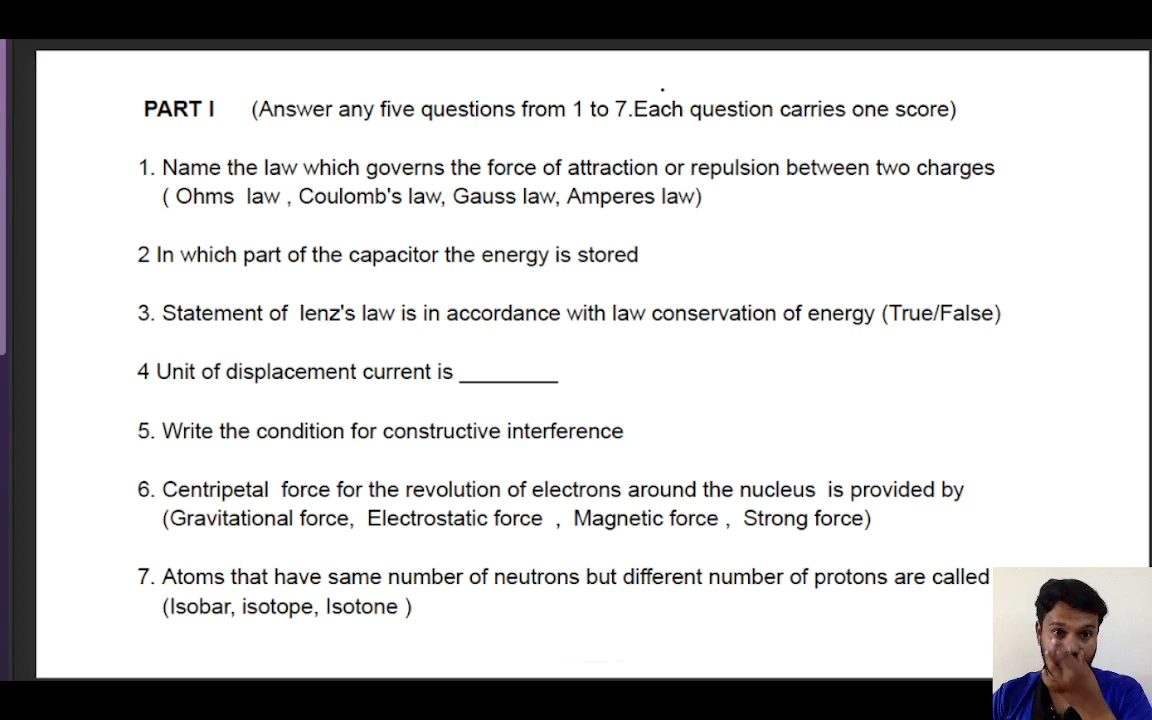 PART I (Answer any five questions from 1 to 7.Each question carries one score)
1. Name the law which governs the force of attraction or repulsion between two charges
( Ohms law , Coulomb's law, Gauss law, Amperes law)
2 In which part of the capacitor the energy is stored
3. Statement of lenz's law is in accordance with law conservation of energy (True/False)
4 Unit of displacement current is ________
5. Write the condition for constructive interference
6. Centripetal force for the revolution of electrons around the nucleus is provided by
(Gravitational force, Electrostatic force , Magnetic force , Strong force)
7. Atoms that have same number of neutrons but different number of protons are called
(Isobar, isotope, Isotone )